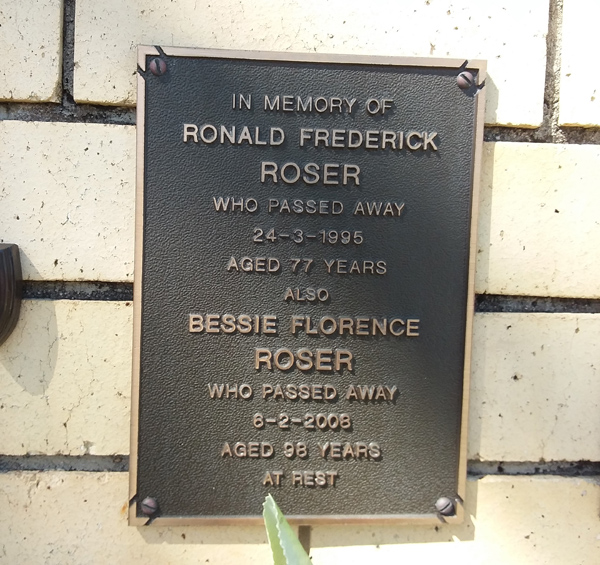 IN MEMORY OF
RONALD FREDERICK
ROSER
WHO PASSED AWAY
24-3-1995
AGED 77 YEARS
ALSO
BESSIE FLORENCE
ROSER
WHO PASSED AWAY
6-2-2008
AGED 98 YEARS
AT REST